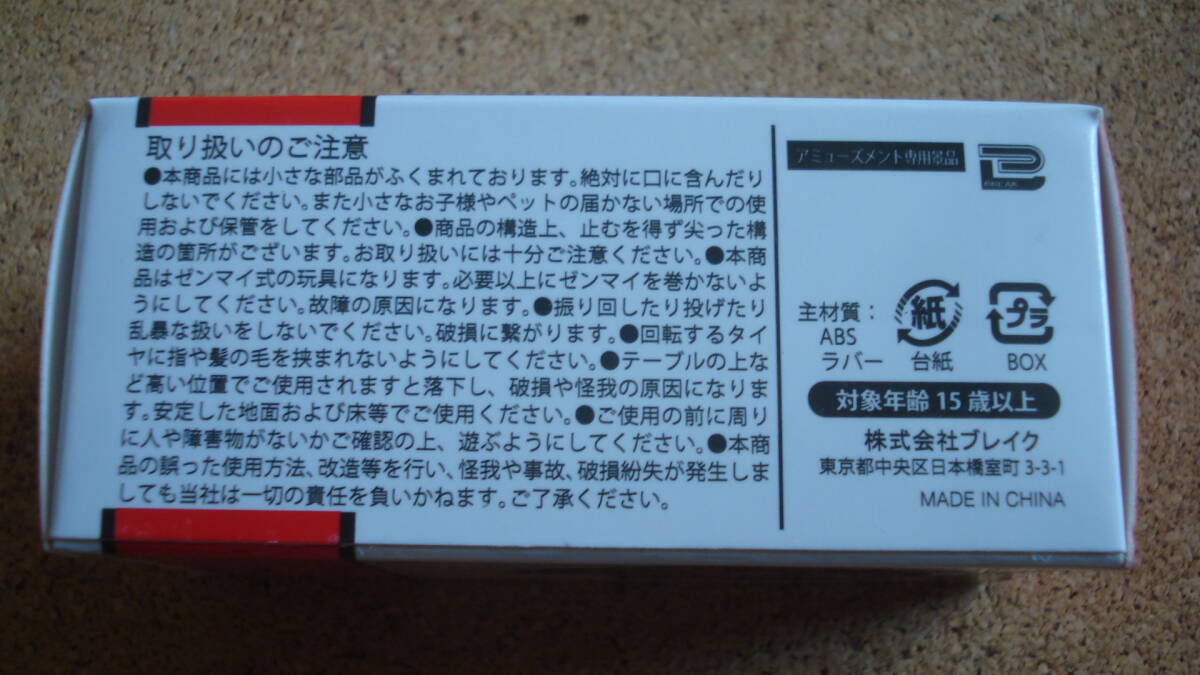 取り扱いのご注意
●本商品には小さな部品がふくまれております。絶対に口に含んだり
しないでください。また小さなお子様やペットの届かない場所での使
用および保管をしてください。●商品の構造上、止むを得ず尖った構
造の箇所がございます。お取り扱いには十分ご注意ください。●本商
品はゼンマイ式の玩具になります。必要以上にゼンマイを巻かないよ
うにしてください。故障の原因になります。●振り回したり投げたり
乱暴な扱いをしないでください。破損に繋がります。●回転するタイ
ヤに指や髪の毛を挟まれないようにしてください。●テーブルの上な
ど高い位置でご使用されますと落下し、破損や怪我の原因になりま
す。安定した地面および床等でご使用ください。●ご使用の前に周り
に人や障害物がないかご確認の上、遊ぶようにしてください。●本商
品の誤った使用方法、改造等を行い、怪我や事故、破損紛失が発生しま
しても当社は一切の責任を負いかねます。ご了承ください。
アミューズメント専用景品
BREAK
主材質：
ABS
ラバー
紙
台紙
プラ
BOX
対象年齢 15 歳以上
株式会社ブレイク
東京都中央区日本橋室町 3-3-1
MADE IN CHINA